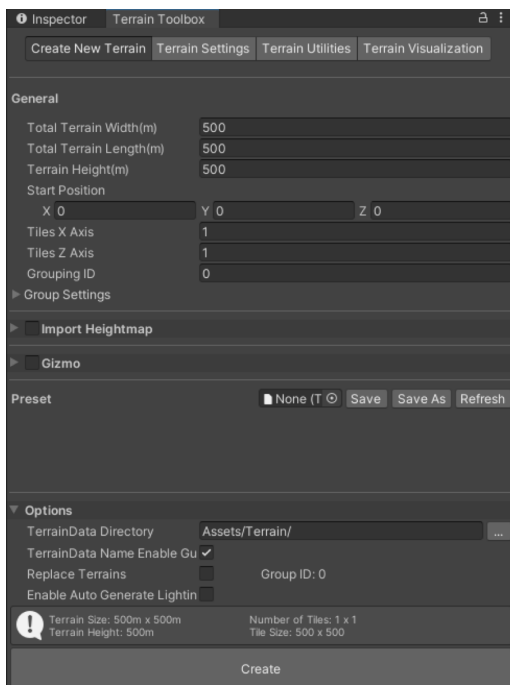 Inspector Terrain Toolbox
Create New Terrain Terrain Settings Terrain Utilities Terrain Visualization
General
Total Terrain Width(m) 500
Total Terrain Length(m) 500
Terrain Height(m) 500
Start Position
X 0 Y 0 Z 0
Tiles X Axis 1
Tiles Z Axis 1
Grouping ID 0
Group Settings
Import Heightmap
Gizmo
Preset None (T Save Save As Refresh
Options
TerrainData Directory Assets/Terrain/ ...
TerrainData Name Enable Gu
Replace Terrains Group ID: 0
Enable Auto Generate Lightin
Terrain Size: 500m x 500m Number of Tiles: 1 x 1
Terrain Height: 500m Tile Size: 500 x 500
Create